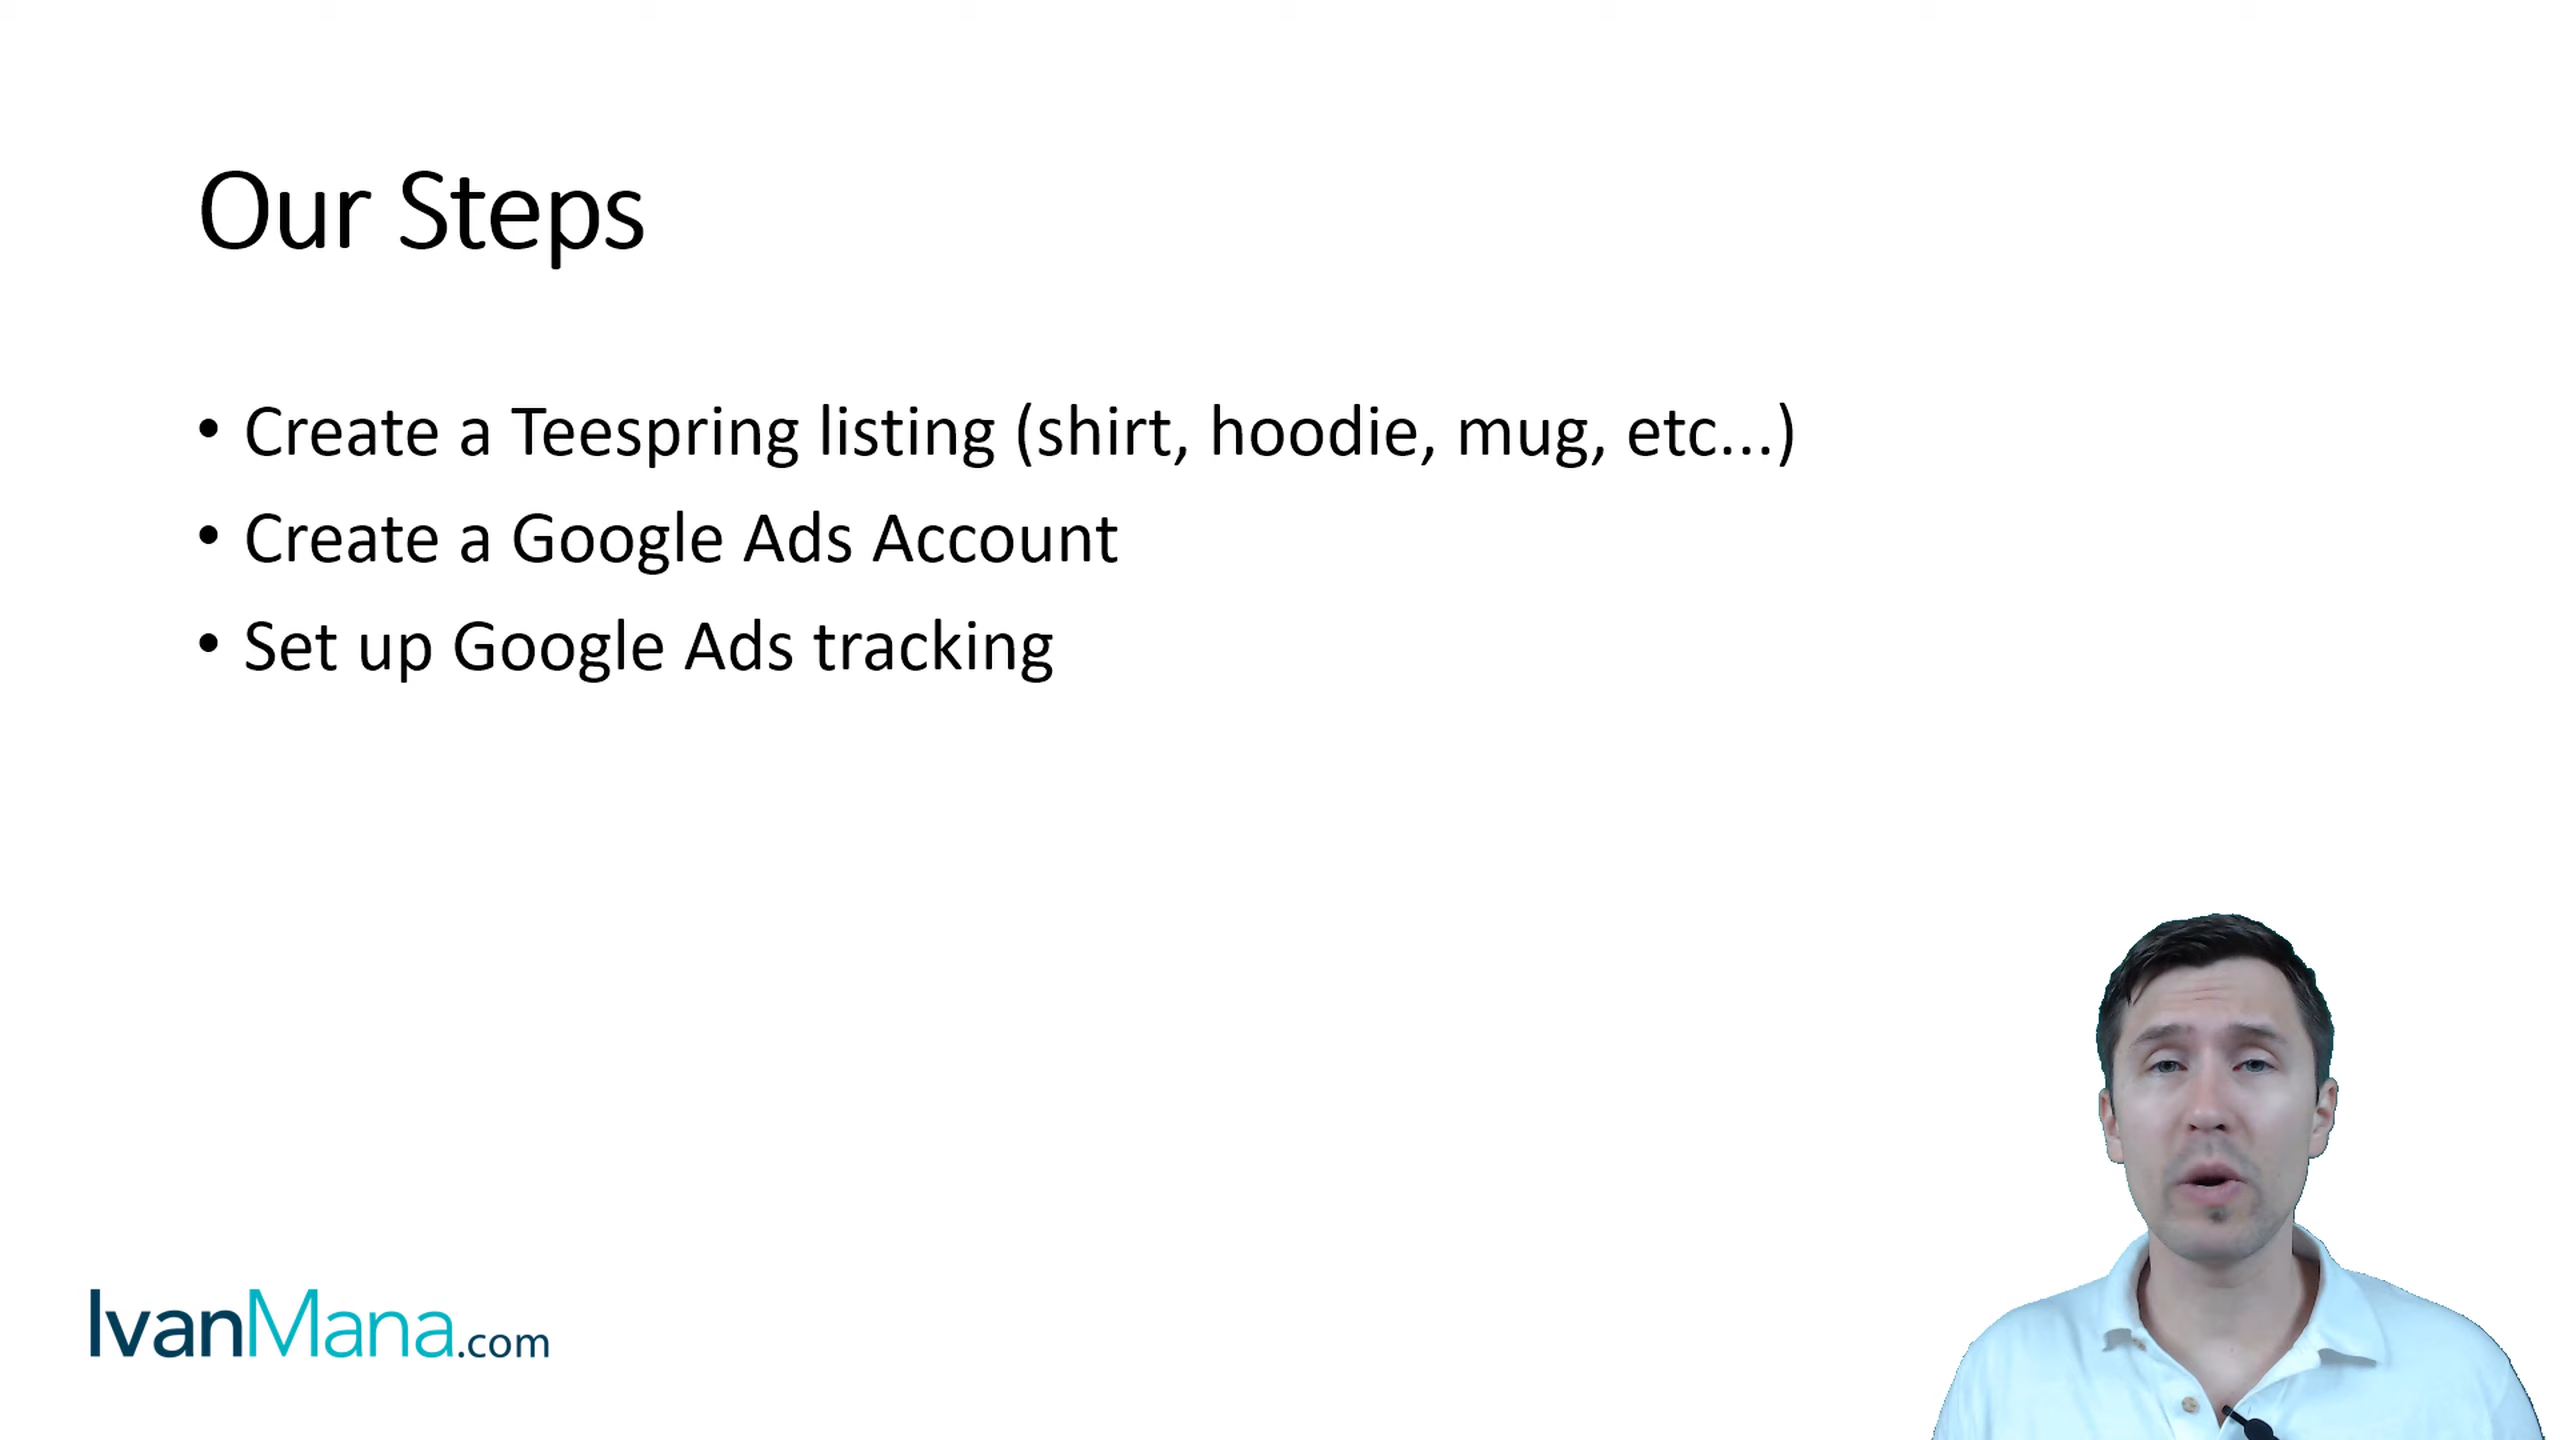 Our Steps
• Create a Teespring listing (shirt, hoodie, mug, etc...)
• Create a Google Ads Account
• Set up Google Ads tracking
IvanMana.com